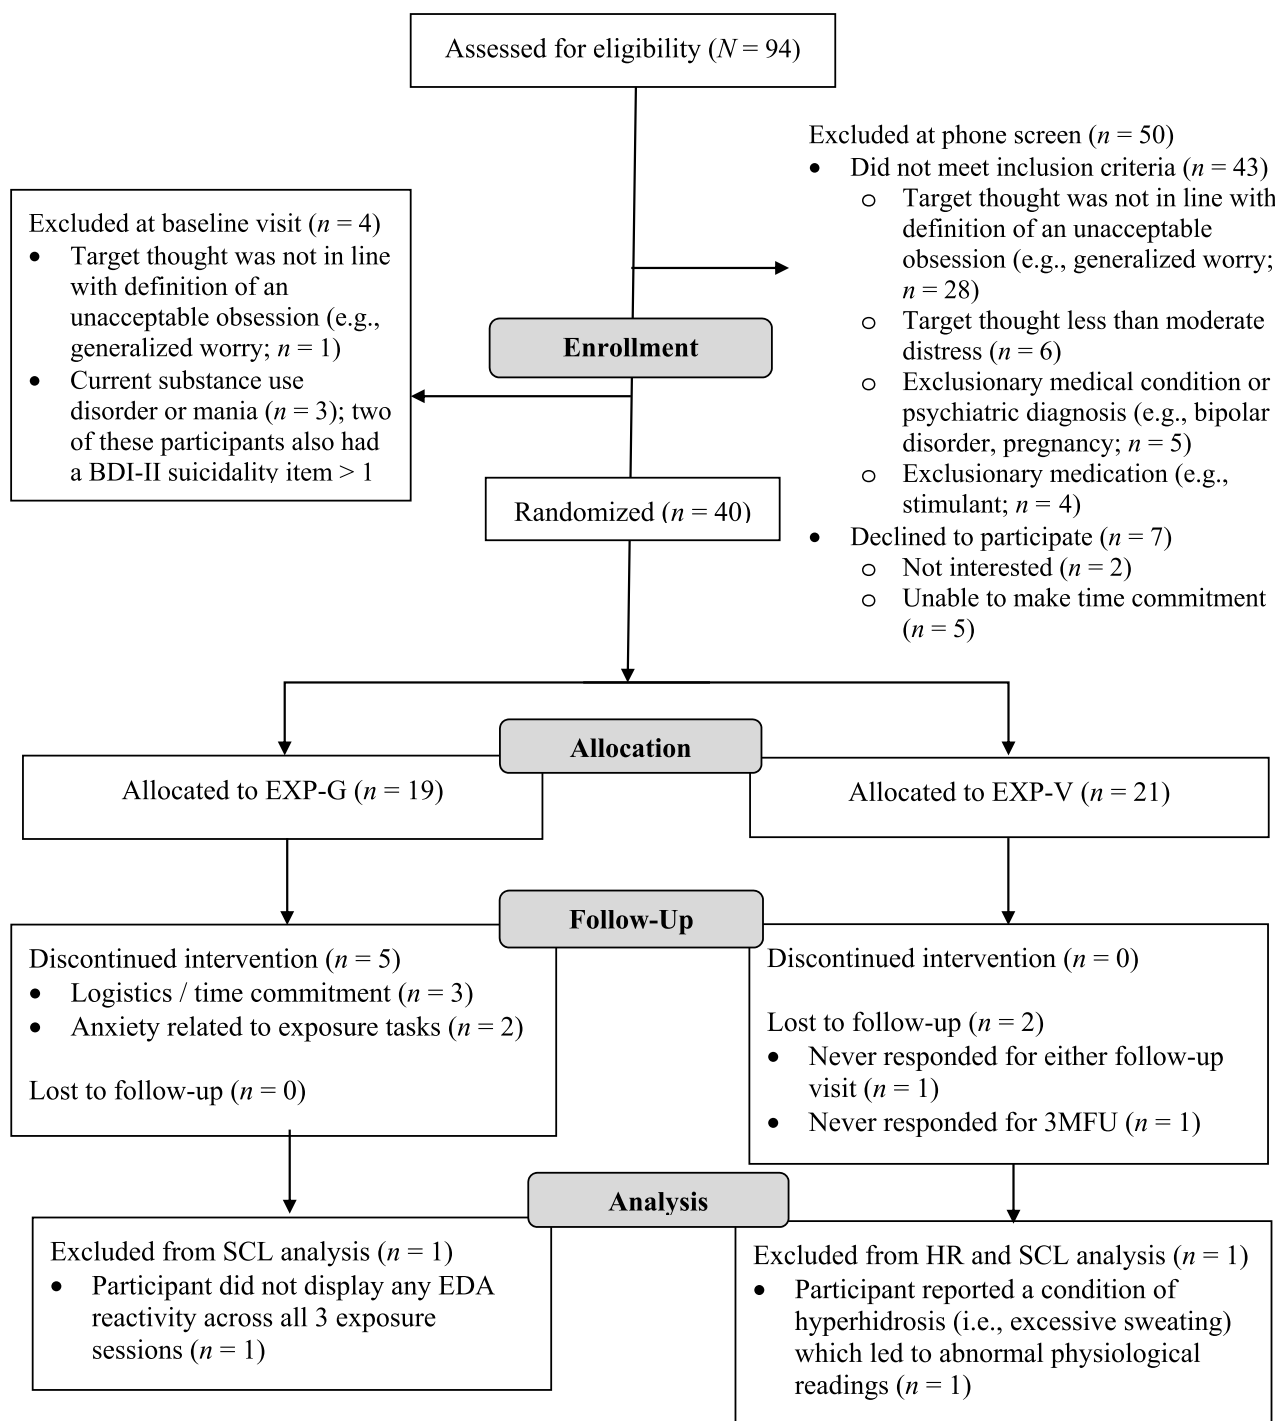 Assessed for eligibility (N = 94)
Excluded at phone screen (n = 50)
• Did not meet inclusion criteria (n = 43)
o Target thought was not in line with
definition of an unacceptable
obsession (e.g., generalized worry;
n = 28)
o Target thought less than moderate
distress (n = 6)
o Exclusionary medical condition or
psychiatric diagnosis (e.g., bipolar
disorder, pregnancy; n = 5)
o Exclusionary medication (e.g.,
stimulant; n = 4)
• Declined to participate (n = 7)
o Not interested (n = 2)
o Unable to make time commitment
(n = 5)
Excluded at baseline visit (n = 4)
• Target thought was not in line
with definition of an
unacceptable obsession (e.g.,
generalized worry; n = 1)
• Current substance use
disorder or mania (n = 3); two
of these participants also had
a BDI-II suicidality item > 1
Enrollment
Randomized (n = 40)
Allocation
Allocated to EXP-G (n = 19)
Allocated to EXP-V (n = 21)
Follow-Up
Discontinued intervention (n = 5)
• Logistics / time commitment (n = 3)
• Anxiety related to exposure tasks (n = 2)
Lost to follow-up (n = 0)
Discontinued intervention (n = 0)
Lost to follow-up (n = 2)
• Never responded for either follow-up
visit (n = 1)
• Never responded for 3MFU (n = 1)
Analysis
Excluded from SCL analysis (n = 1)
• Participant did not display any EDA
reactivity across all 3 exposure
sessions (n = 1)
Excluded from HR and SCL analysis (n = 1)
• Participant reported a condition of
hyperhidrosis (i.e., excessive sweating)
which led to abnormal physiological
readings (n = 1)